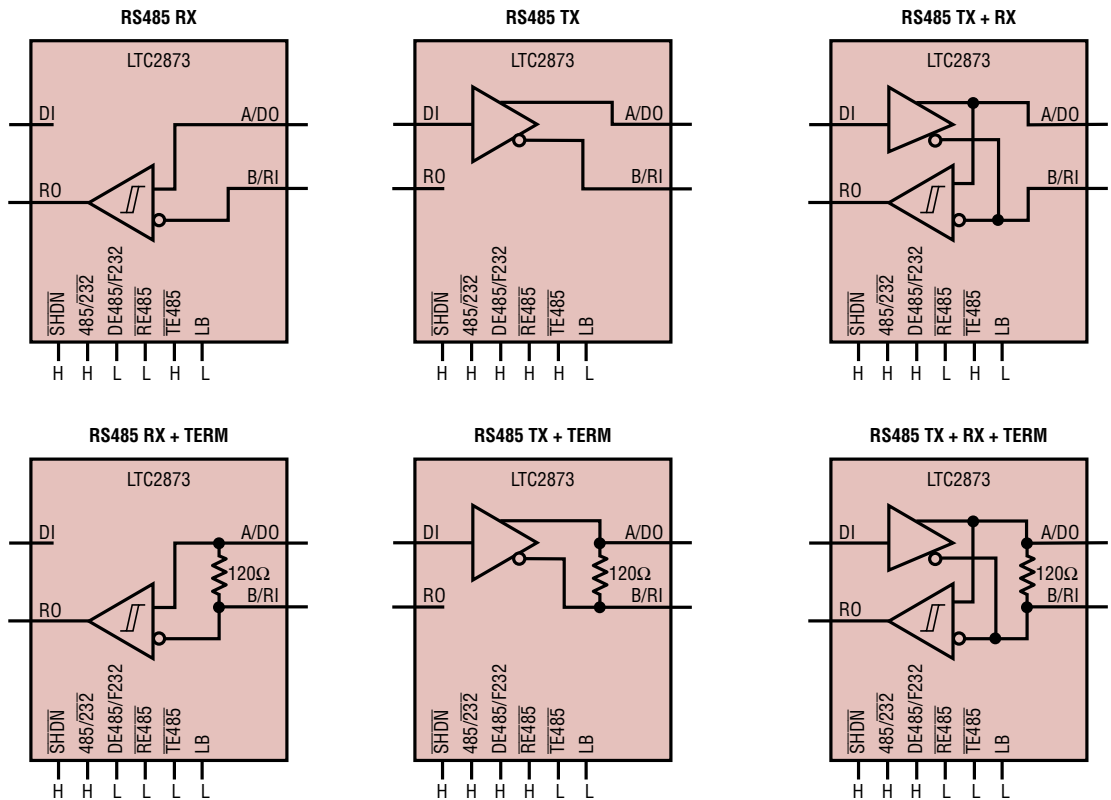 RS485 RX
LTC2873
DI
A/DO
RO
B/RI
SHDN
485/232
DE485/F232
RE485
TE485
LB
H H L L H L
RS485 TX
LTC2873
DI
A/DO
RO
B/RI
SHDN
485/232
DE485/F232
RE485
TE485
LB
H H H H H L
RS485 TX + RX
LTC2873
DI
A/DO
RO
B/RI
SHDN
485/232
DE485/F232
RE485
TE485
LB
H H H L H L
RS485 RX + TERM
LTC2873
DI
A/DO
120Ω
RO
B/RI
SHDN
485/232
DE485/F232
RE485
TE485
LB
H H L L L L
RS485 TX + TERM
LTC2873
DI
A/DO
120Ω
RO
B/RI
SHDN
485/232
DE485/F232
RE485
TE485
LB
H H H H L L
RS485 TX + RX + TERM
LTC2873
DI
A/DO
120Ω
RO
B/RI
SHDN
485/232
DE485/F232
RE485
TE485
LB
H H H L L L